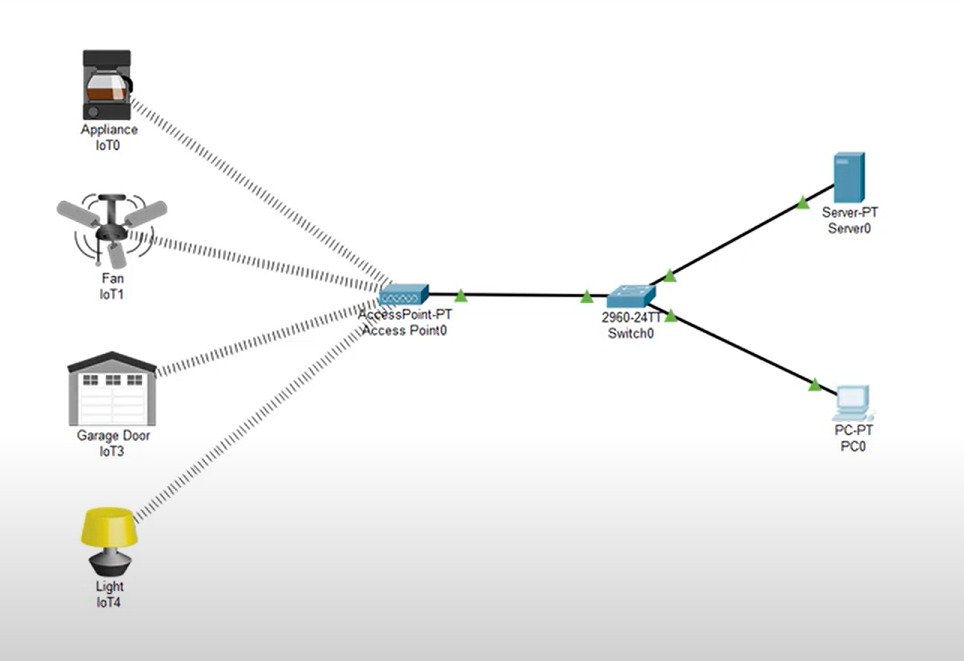 Appliance
IoT0
Fan
IoT1
Garage Door
IoT3
Light
IoT4
AccessPoint-PT
Access Point0
2960-24TT
Switch0
Server-PT
Server0
PC-PT
PC0